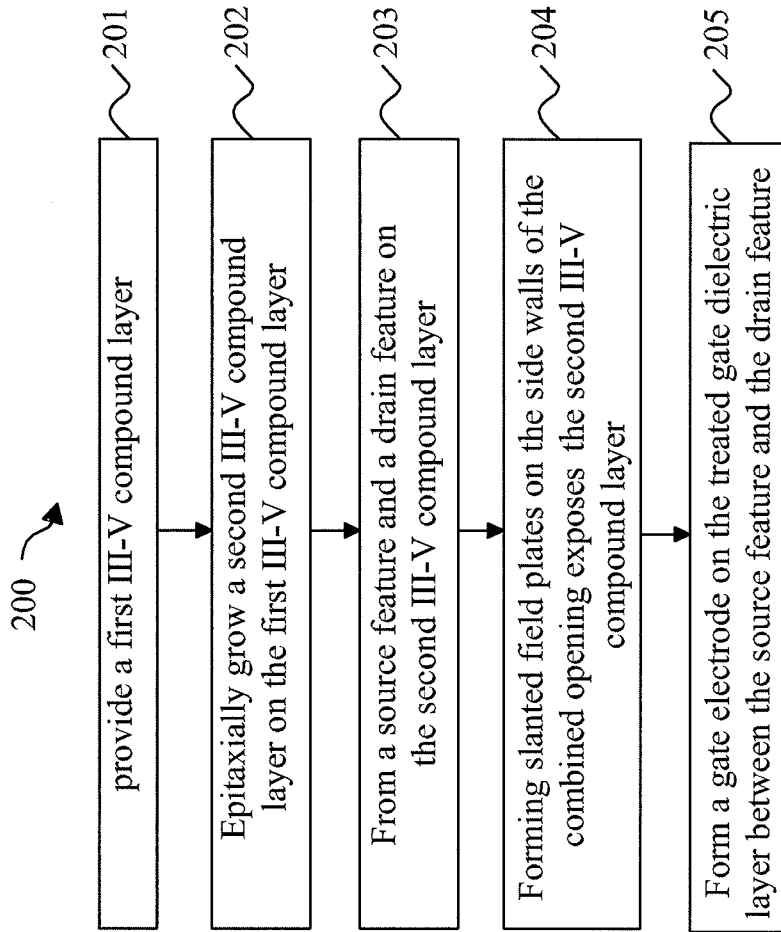 200
provide a first III-V compound layer
201
Epitaxially grow a second III-V compound
layer on the first III-V compound layer
202
From a source feature and a drain feature on
the second III-V compound layer
203
Forming slanted field plates on the side walls of the
combined opening exposes the second III-V
compound layer
204
Form a gate electrode on the treated gate dielectric
layer between the source feature and the drain feature
205